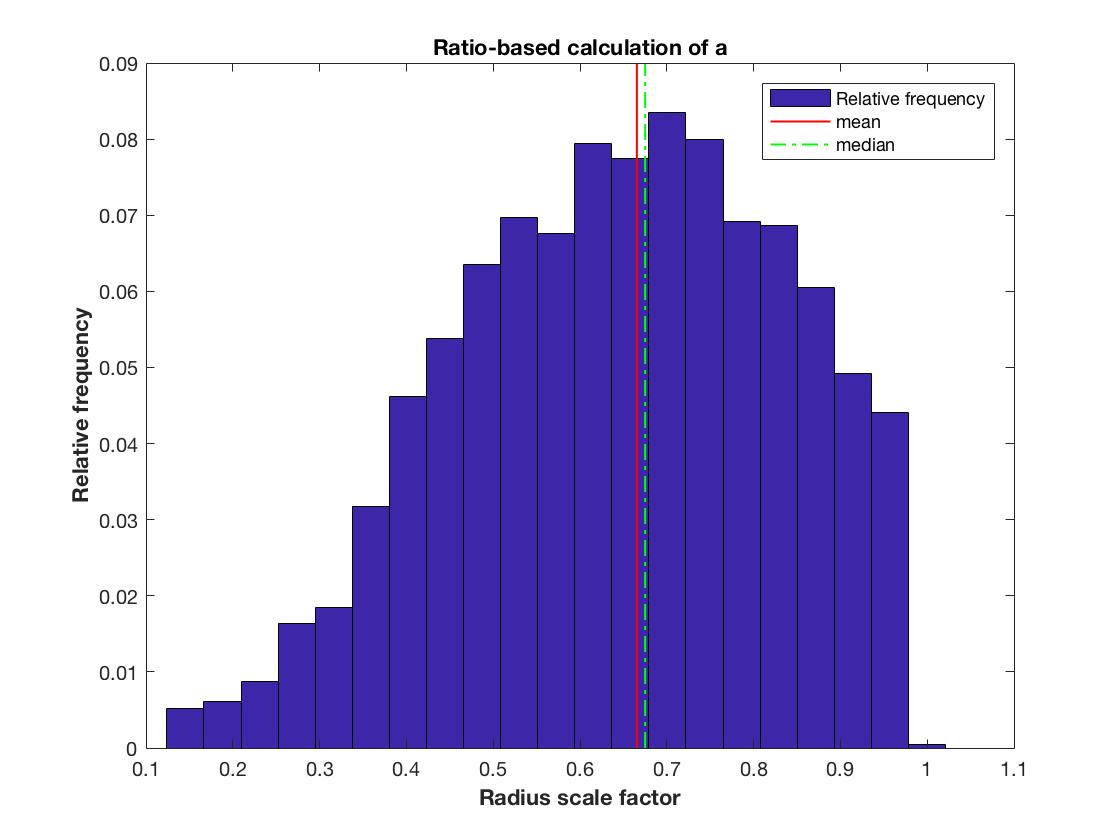 Ratio-based calculation of a
0.09
0.08
0.07
0.06
0.05
0.04
0.03
0.02
0.01
0
Relative frequency
Relative frequency
mean
median
0.1 0.2 0.3 0.4 0.5 0.6 0.7 0.8 0.9 1 1.1
Radius scale factor